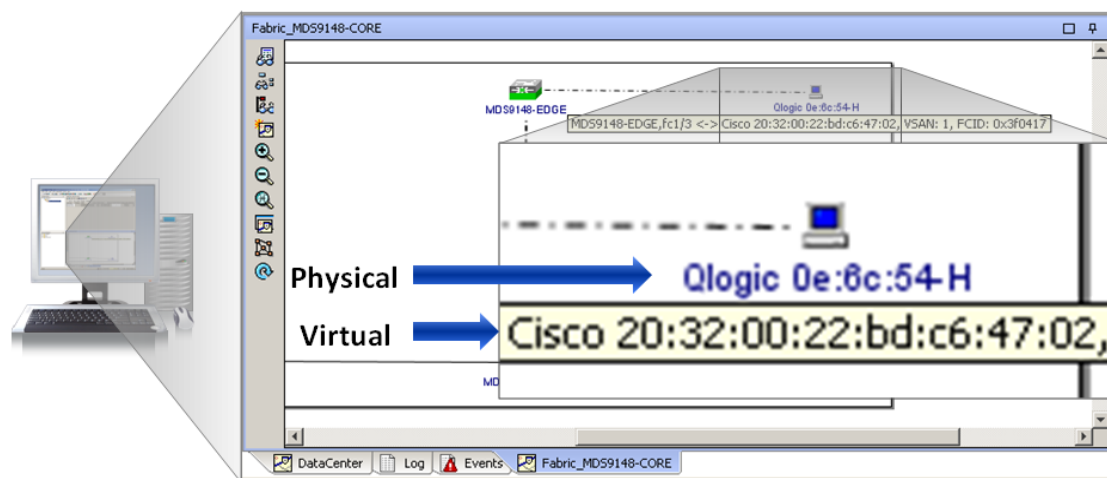 Fabric_MDS9148-CORE
MDS9148-EDGE
Qlogic 0e:6c:54-H
MDS9148-EDGE,fc1/3 <-> Cisco 20:32:00:22:bd:c6:47:02, VSAN: 1, FCID: 0x3f0417
Physical
Qlogic 0e:6c:54-H
Virtual
Cisco 20:32:00:22:bd:c6:47:02,
MD
DataCenter
Log
Events
Fabric_MDS9148-CORE